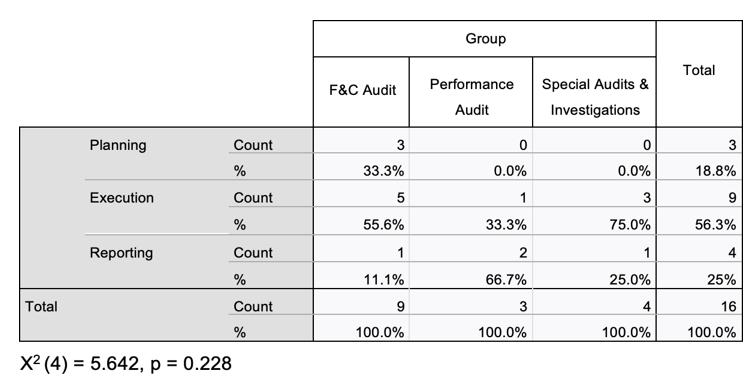 Group
Total
F&C Audit Performance Audit Special Audits & Investigations
Planning Count 3 0 0 3
% 33.3% 0.0% 0.0% 18.8%
Execution Count 5 1 3 9
% 55.6% 33.3% 75.0% 56.3%
Reporting Count 1 2 1 4
% 11.1% 66.7% 25.0% 25%
Total Count 9 3 4 16
% 100.0% 100.0% 100.0% 100.0%
X² (4) = 5.642, p = 0.228